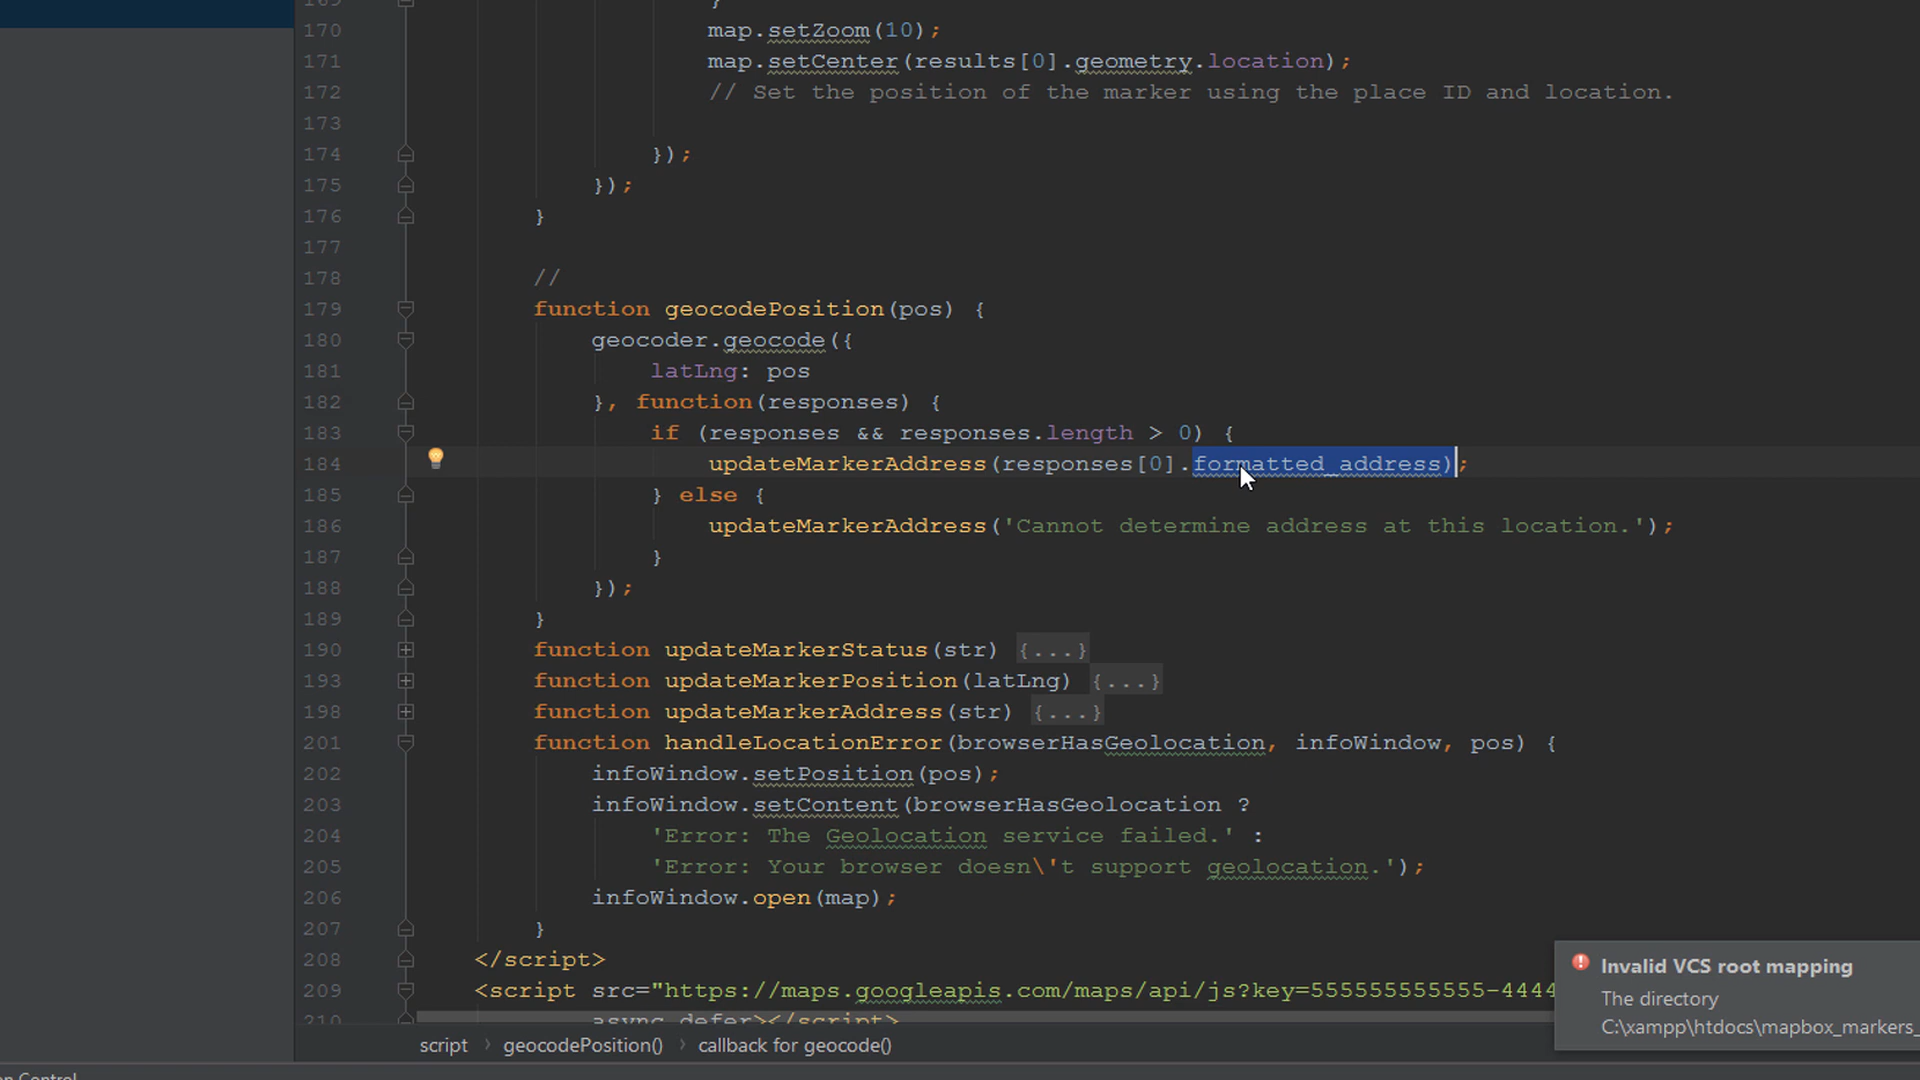 169 }
170 map.setZoom(10);
171 map.setCenter(results[0].geometry.location);
172 // Set the position of the marker using the place ID and location.
173
174 });
175 });
176 }
177
178 //
179 function geocodePosition(pos) {
180 geocoder.geocode({
181 latLng: pos
182 }, function(responses) {
183 if (responses && responses.length > 0) {
184 updateMarkerAddress(responses[0].formatted_address);
185 } else {
186 updateMarkerAddress('Cannot determine address at this location.');
187 }
188 });
189 }
190 function updateMarkerStatus(str) {...}
193 function updateMarkerPosition(latLng) {...}
198 function updateMarkerAddress(str) {...}
201 function handleLocationError(browserHasGeolocation, infoWindow, pos) {
202 infoWindow.setPosition(pos);
203 infoWindow.setContent(browserHasGeolocation ?
204 'Error: The Geolocation service failed.' :
205 'Error: Your browser doesn\'t support geolocation.');
206 infoWindow.open(map);
207 }
208 </script>
209 <script src="https://maps.googleapis.com/maps/api/js?key=555555555555-4444
210 async defer></script>
Invalid VCS root mapping
The directory
C:\xampp\htdocs\mapbox_markers_
script › geocodePosition() › callback for geocode()
on Control